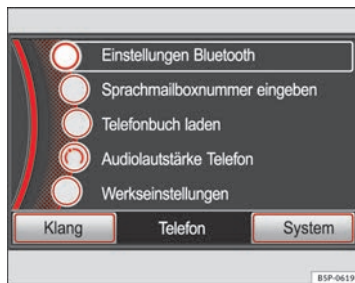 Einstellungen Bluetooth
Sprachmailboxnummer eingeben
Telefonbuch laden
Audiolautstärke Telefon
Werkseinstellungen
Klang Telefon System
B5P-0619